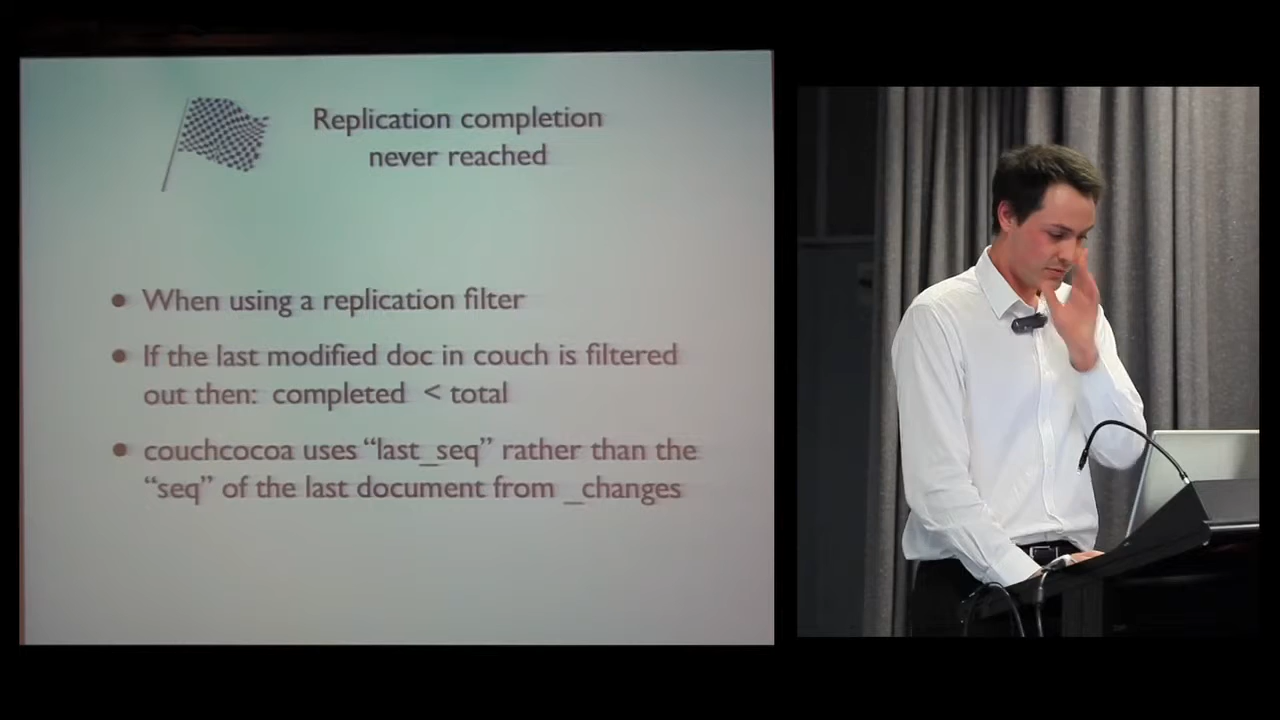 Replication completion
never reached
• When using a replication filter
• If the last modified doc in couch is filtered
out then: completed < total
• couchcocoa uses “last_seq” rather than the
“seq” of the last document from _changes